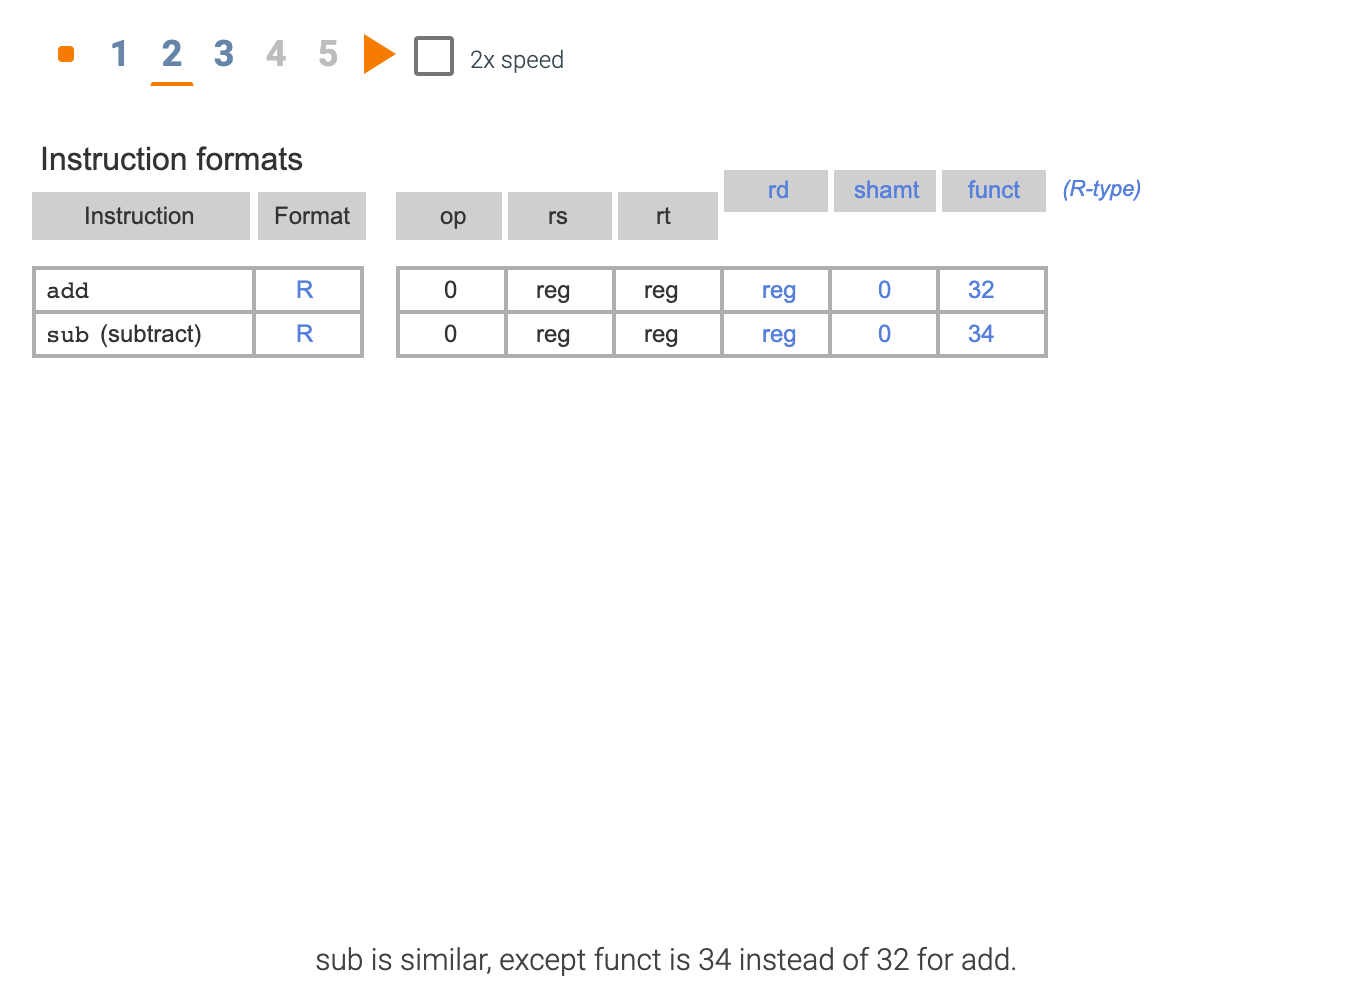 1 2 3 4 5 2x speed
Instruction formats
rd shamt funct (R-type)
Instruction Format op rs rt
add R 0 reg reg reg 0 32
sub (subtract) R 0 reg reg reg 0 34
sub is similar, except funct is 34 instead of 32 for add.